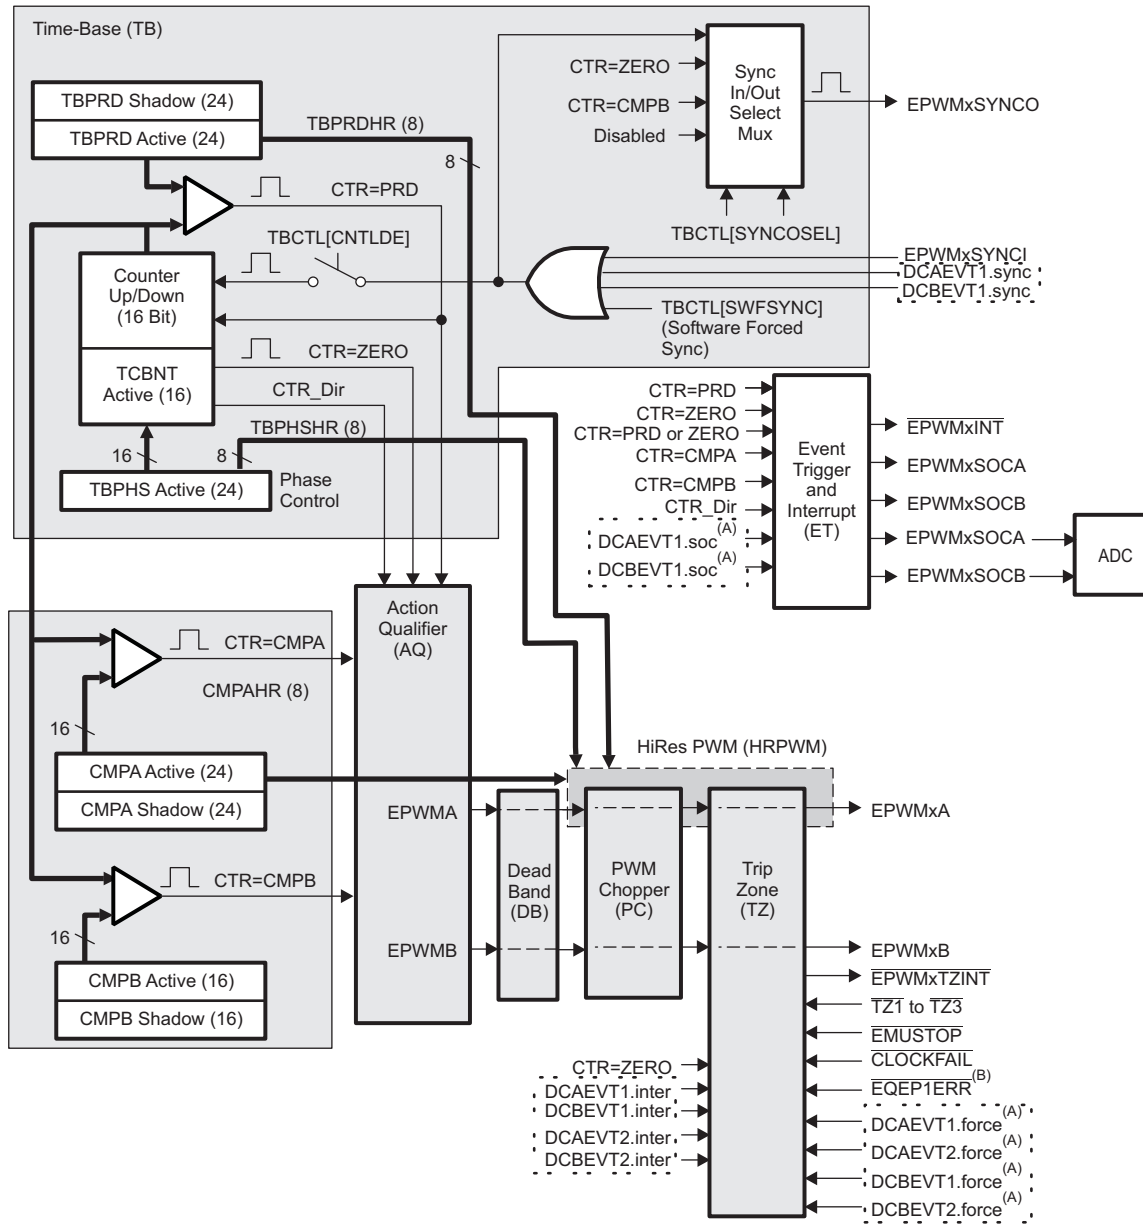 Time-Base (TB)
TBPRD Shadow (24)
TBPRD Active (24)
TBPRDHR (8)
8
CTR=PRD
TBCTL[CNTLDE]
Counter
Up/Down
(16 Bit)
CTR=ZERO
TCBNT
Active (16)
CTR_Dir
TBPHSHR (8)
16
8
TBPHS Active (24)
Phase
Control
CTR=ZERO
CTR=CMPB
Disabled
Sync
In/Out
Select
Mux
EPWMxSYNCO
TBCTL[SYNCOSEL]
EPWMxSYNCI
DCAEVT1.sync
DCBEVT1.sync
TBCTL[SWFSYNC]
(Software Forced
Sync)
CTR=PRD
CTR=ZERO
CTR=PRD or ZERO
CTR=CMPA
CTR=CMPB
CTR_Dir
DCAEVT1.soc(A)
DCBEVT1.soc(A)
Event
Trigger
and
Interrupt
(ET)
EPWMxINT
EPWMxSOCA
EPWMxSOCB
EPWMxSOCA
EPWMxSOCB
ADC
Action
Qualifier
(AQ)
CTR=CMPA
CMPAHR (8)
16
CMPA Active (24)
CMPA Shadow (24)
CTR=CMPB
16
CMPB Active (16)
CMPB Shadow (16)
EPWMA
EPWMB
HiRes PWM (HRPWM)
Dead
Band
(DB)
PWM
Chopper
(PC)
Trip
Zone
(TZ)
EPWMxA
EPWMxB
EPWMxTZINT
TZ1 to TZ3
EMUSTOP
CLOCKFAIL
EQEP1ERR(B)
DCAEVT1.force(A)
DCAEVT2.force(A)
DCBEVT1.force(A)
DCBEVT2.force(A)
CTR=ZERO
DCAEVT1.inter
DCBEVT1.inter
DCAEVT2.inter
DCBEVT2.inter